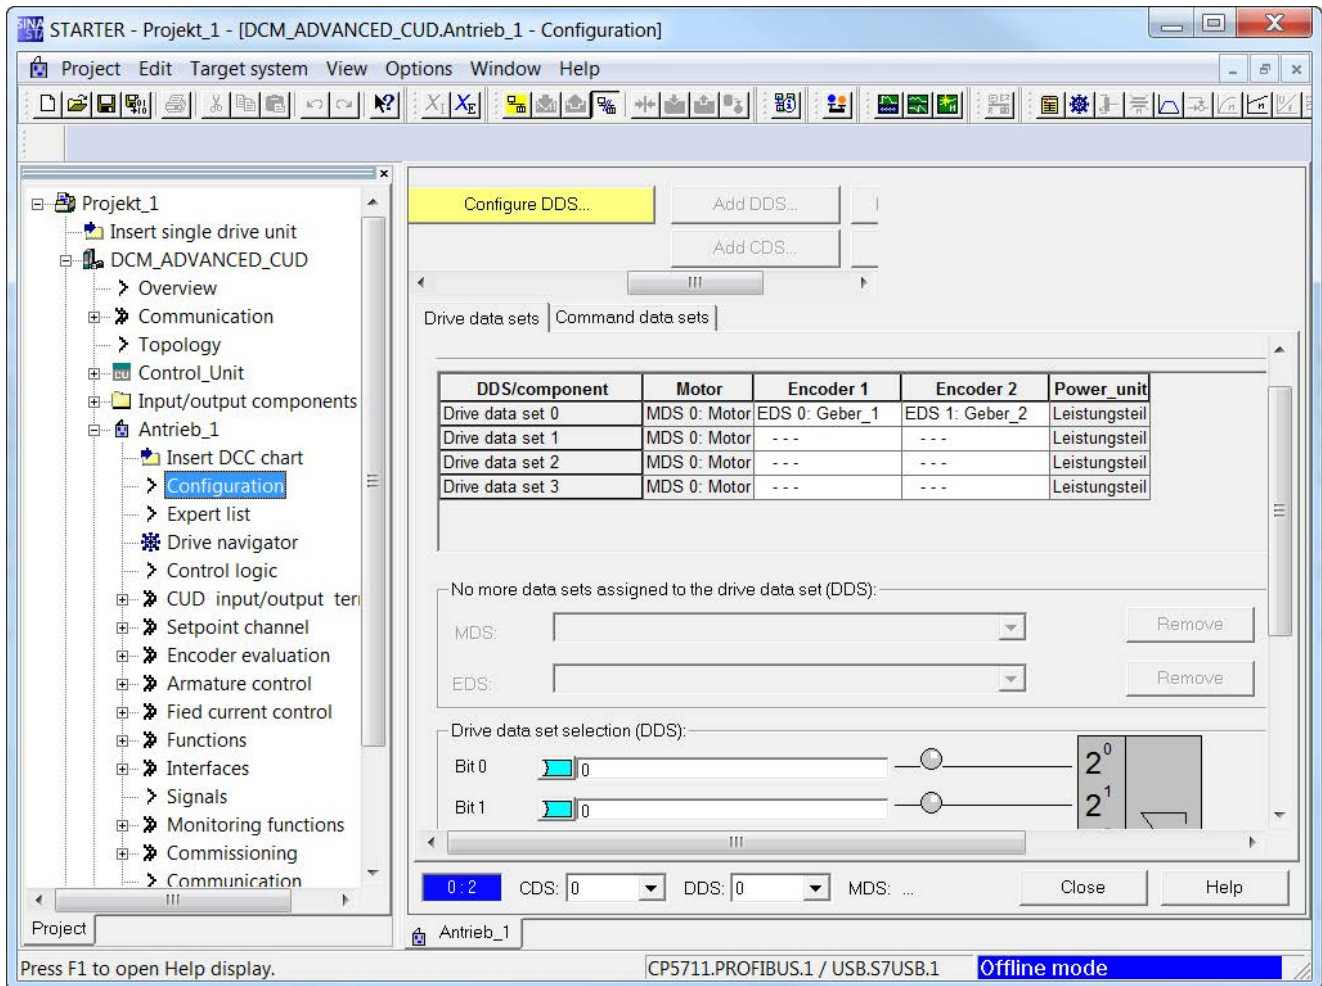 STARTER - Projekt_1 - [DCM_ADVANCED_CUD.Antrieb_1 - Configuration]
Project Edit Target system View Options Window Help
Projekt_1
Insert single drive unit
DCM_ADVANCED_CUD
Overview
Communication
Topology
Control_Unit
Input/output components
Antrieb_1
Insert DCC chart
Configuration
Expert list
Drive navigator
Control logic
CUD input/output ter
Setpoint channel
Encoder evaluation
Armature control
Fied current control
Functions
Interfaces
Signals
Monitoring functions
Commissioning
Communication
Project
Configure DDS...
Add DDS...
Add CDS...
Drive data sets Command data sets
DDS/component Motor Encoder 1 Encoder 2 Power_unit
Drive data set 0 MDS 0: Motor EDS 0: Geber_1 EDS 1: Geber_2 Leistungsteil
Drive data set 1 MDS 0: Motor - - - - - - Leistungsteil
Drive data set 2 MDS 0: Motor - - - - - - Leistungsteil
Drive data set 3 MDS 0: Motor - - - - - - Leistungsteil
No more data sets assigned to the drive data set (DDS):
MDS: Remove
EDS: Remove
Drive data set selection (DDS):
Bit 0 0 2⁰
Bit 1 0 2¹
0 : 2 CDS: 0 DDS: 0 MDS: ... Close Help
Antrieb_1
Press F1 to open Help display. CP5711.PROFIBUS.1 / USB.S7USB.1 Offline mode